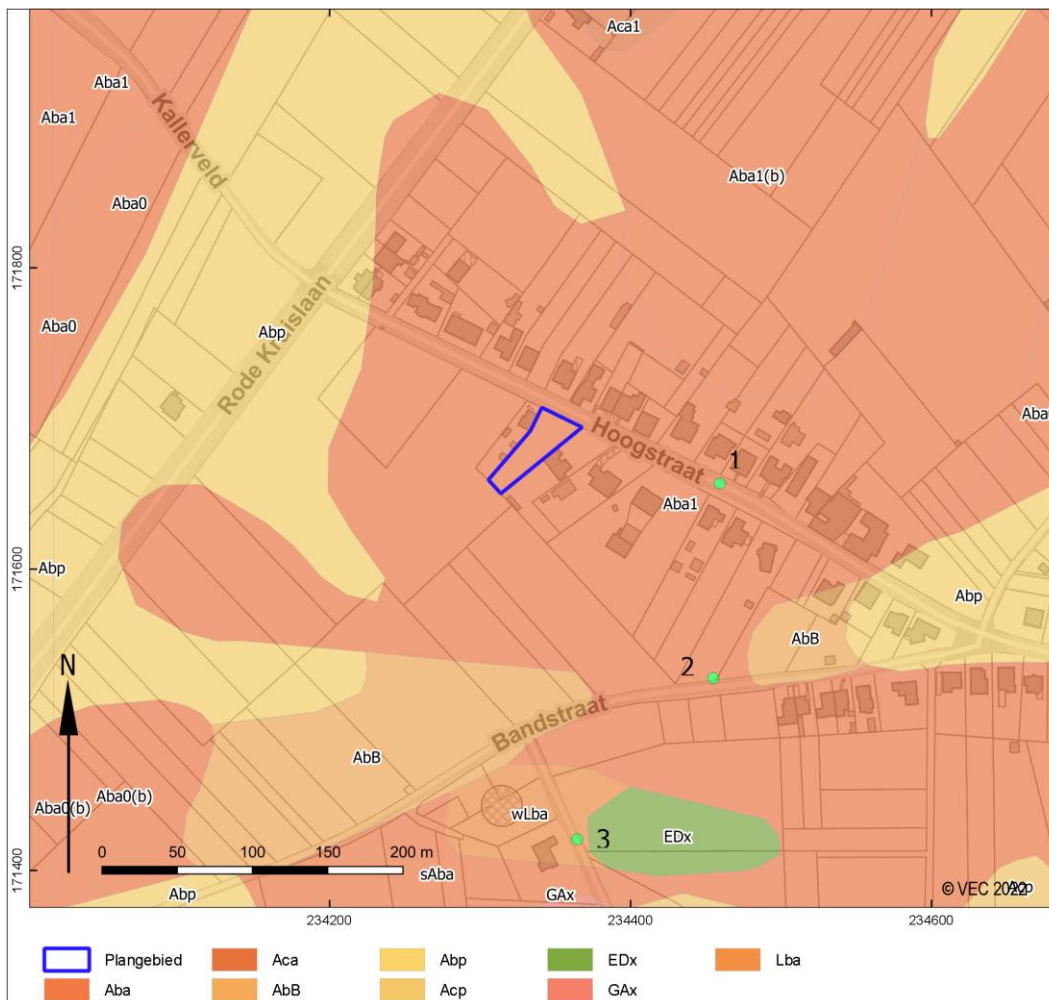 Aca1
Aba1
Aba1
Kallerveld
Aba1(b)
Aba0
171800
Aba0
Abp
Rode Kruislaan
Hoogstraat
1
Aba1
171600
Abp
Abp
AbB
N
2
Bandstraat
AbB
Aba0(b)
Aba0(b)
wLba
EDx
3
0 50 100 150 200 m
sAba
171400
Abp
GAx
© VEC 2022
234200 234400 234600
Plangebied Aca Abp EDx Lba
Aba AbB Acp GAx